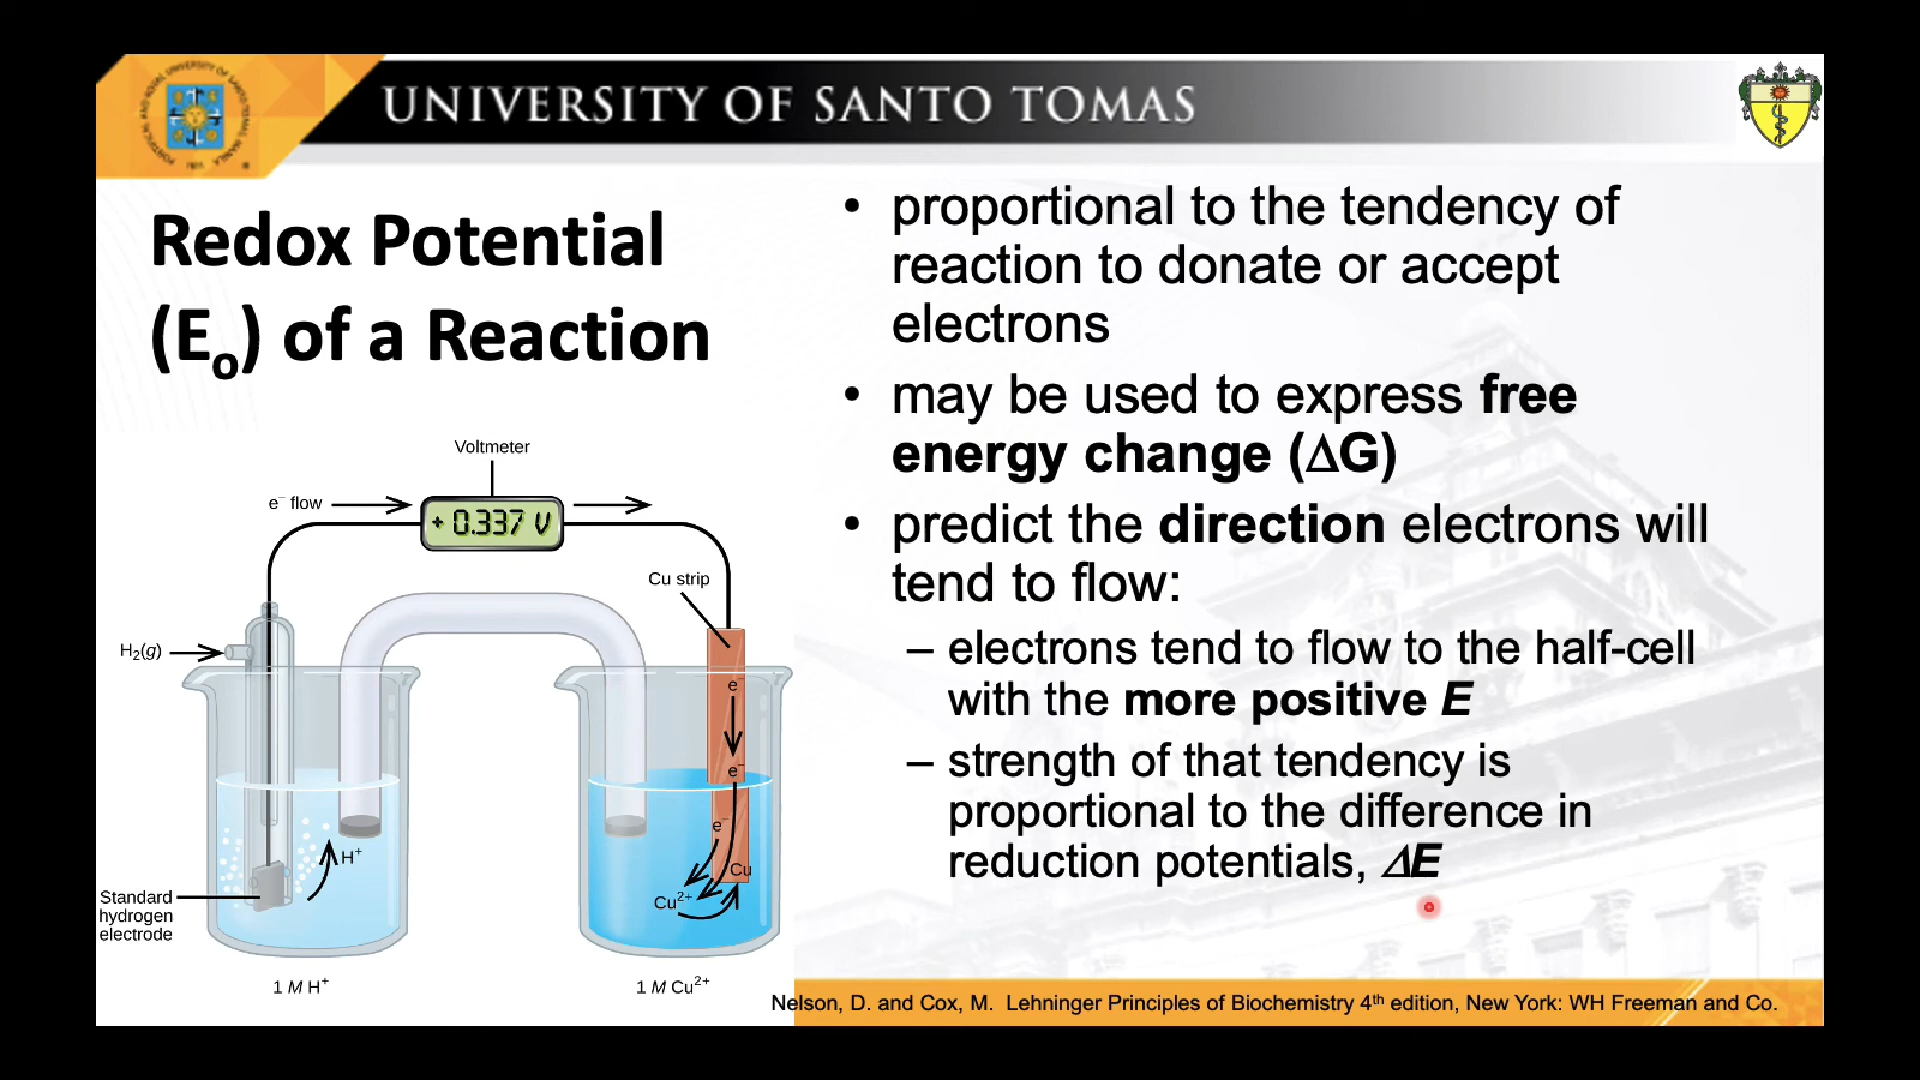 UNIVERSITY OF SANTO TOMAS
Redox Potential
(Eₒ) of a Reaction
• proportional to the tendency of
reaction to donate or accept
electrons
• may be used to express free
energy change (ΔG)
• predict the direction electrons will
tend to flow:
– electrons tend to flow to the half-cell
with the more positive E
– strength of that tendency is
proportional to the difference in
reduction potentials, ΔE
Voltmeter
e⁻ flow
+ 0.337 V
Cu strip
H₂(g)
e⁻
e⁻
e⁻
H⁺
Cu
Cu²⁺
Standard
hydrogen
electrode
1 M H⁺
1 M Cu²⁺
Nelson, D. and Cox, M. Lehninger Principles of Biochemistry 4th edition, New York: WH Freeman and Co.